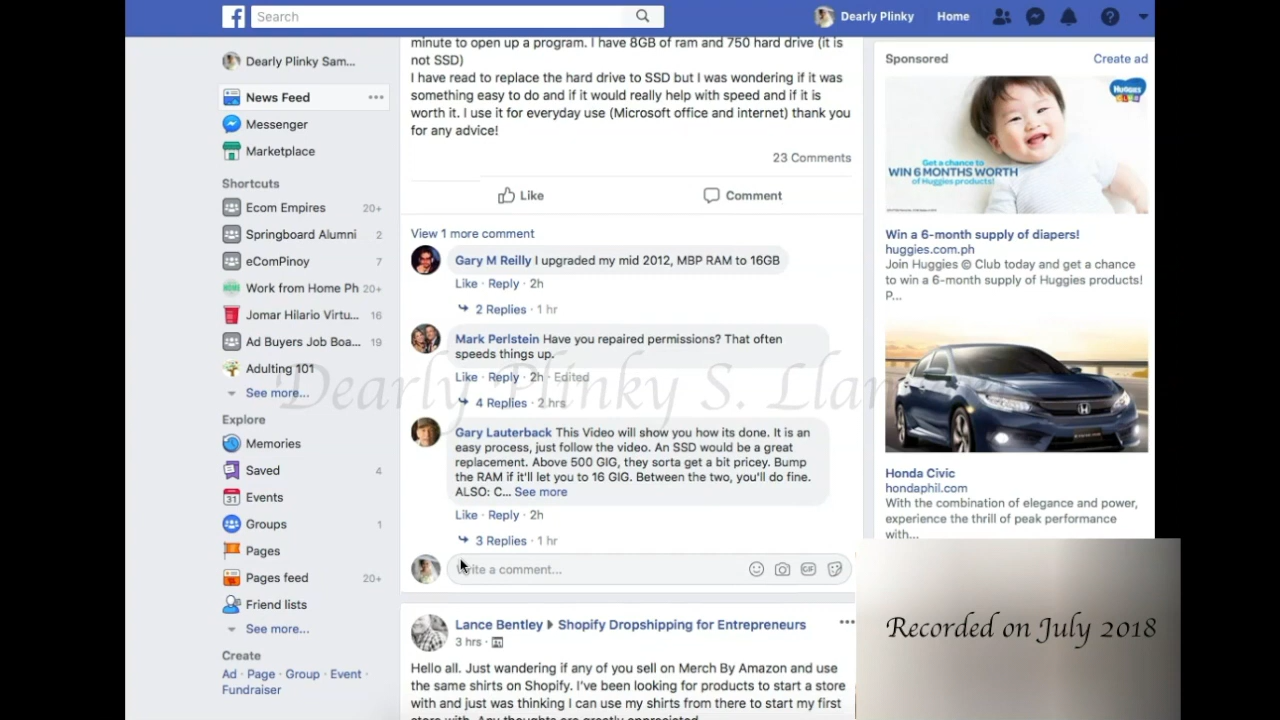 Search
Dearly Plinky
Home
Dearly Plinky Sam...
News Feed
Messenger
Marketplace
Shortcuts
Ecom Empires 20+
Springboard Alumni 2
eComPinoy 7
Work from Home Ph 20+
Jomar Hilario Virtu... 16
Ad Buyers Job Boa... 19
Adulting 101
See more...
Explore
Memories
Saved 4
31 Events
Groups 1
Pages
Pages feed 20+
Friend lists
See more...
Create
Ad · Page · Group · Event ·
Fundraiser
minute to open up a program. I have 8GB of ram and 750 hard drive (it is
not SSD)
I have read to replace the hard drive to SSD but I was wondering if it was
something easy to do and if it would really help with speed and if it is
worth it. I use it for everyday use (Microsoft office and internet) thank you
for any advice!
23 Comments
Like Comment
View 1 more comment
Gary M Reilly I upgraded my mid 2012, MBP RAM to 16GB
Like · Reply · 2h
2 Replies · 1 hr
Mark Perlstein Have you repaired permissions? That often
speeds things up.
Like · Reply · 2h · Edited
4 Replies · 2 hrs
Gary Lauterback This Video will show you how its done. It is an
easy process, just follow the video. An SSD would be a great
replacement. Above 500 GIG, they sorta get a bit pricey. Bump
the RAM if it'll let you to 16 GIG. Between the two, you'll do fine.
ALSO: C... See more
Like · Reply · 2h
3 Replies · 1 hr
Write a comment...
GIF
Lance Bentley Shopify Dropshipping for Entrepreneurs
3 hrs ·
Hello all. Just wandering if any of you sell on Merch By Amazon and use
the same shirts on Shopify. I've been looking for products to start a store
with and just was thinking I can use my shirts from there to start my first
store with. Any thoughts are greatly appreciated.
Sponsored Create ad
Huggies
CLUB
Get a chance to
WIN 6 MONTHS WORTH
of Huggies products!
Win a 6-month supply of diapers!
huggies.com.ph
Join Huggies © Club today and get a chance
to win a 6-month supply of Huggies products!
P...
Honda Civic
hondaphil.com
With the combination of elegance and power,
experience the thrill of peak performance
with...
Dearly Plinky S.
Recorded on July 2018